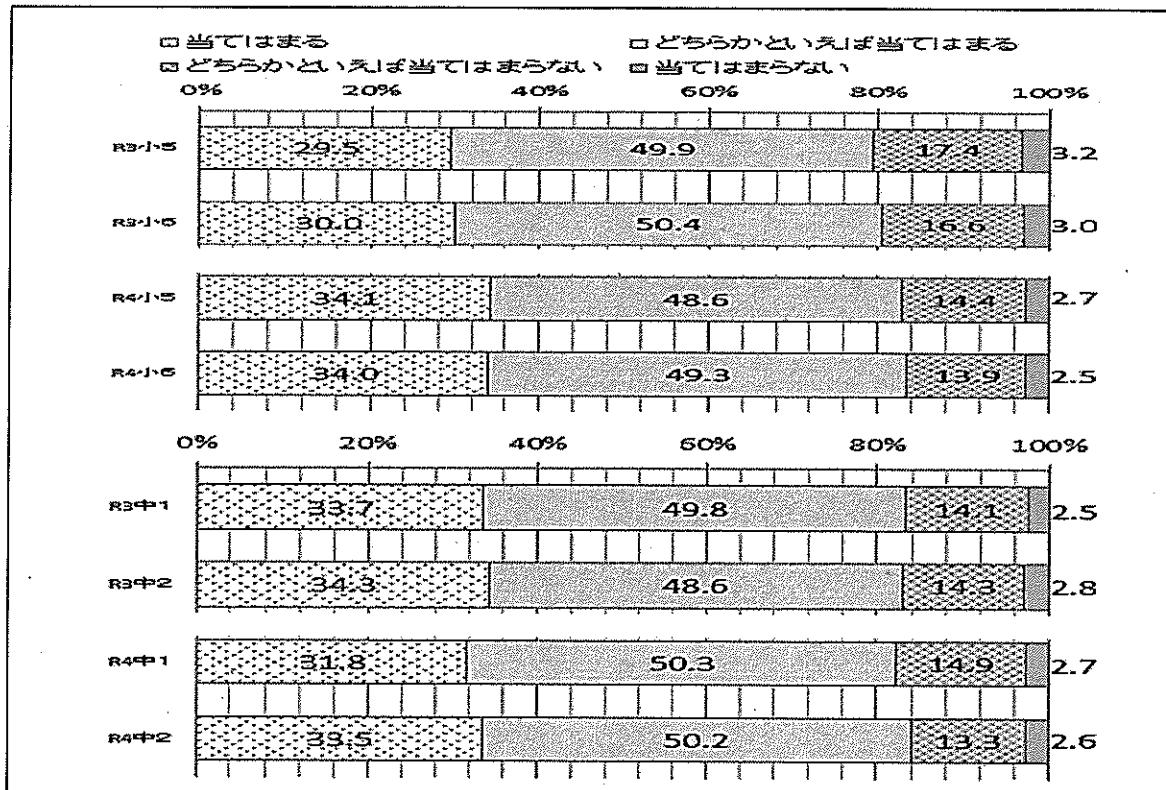 □当てはまる □どちらかといえば当てはまる
□どちらかといえば当てはまらない □当てはまらない
0% 20% 40% 60% 80% 100%
R3小5 29.5 49.9 17.4 3.2
R3小6 30.0 50.4 16.6 3.0
R4小5 34.1 48.6 14.4 2.7
R4小6 34.0 49.3 13.9 2.5
0% 20% 40% 60% 80% 100%
R3中1 33.7 49.8 14.1 2.5
R3中2 34.3 48.6 14.3 2.8
R4中1 31.8 50.3 14.9 2.7
R4中2 33.5 50.2 13.3 2.6